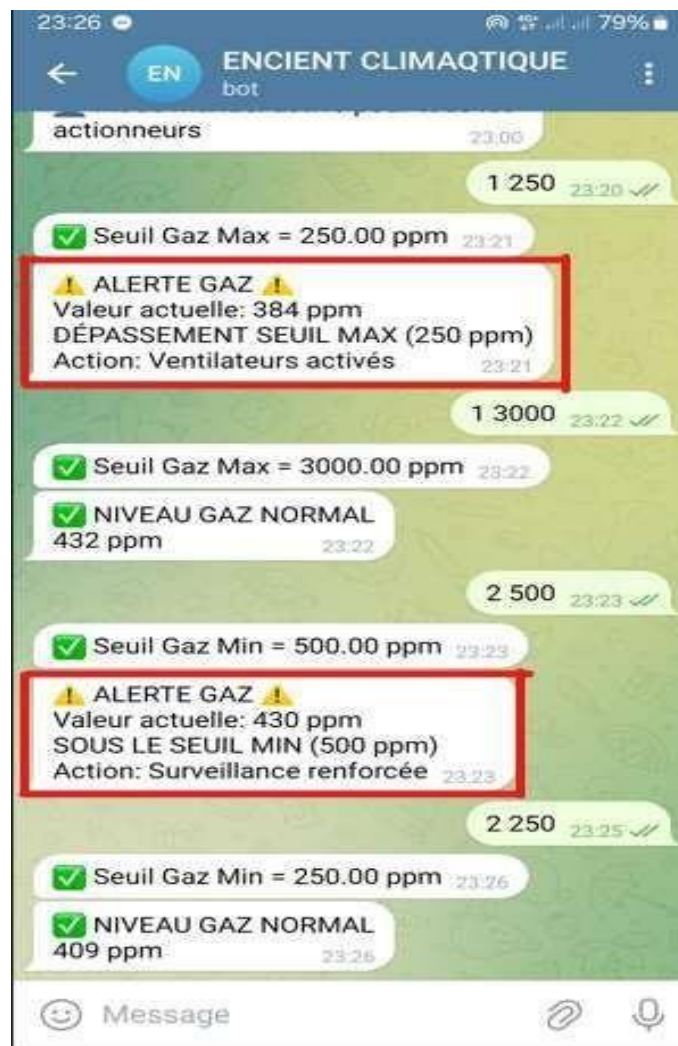 23:26 79%
EN ENCIENT CLIMAQTIQUE
bot
actionneurs 23:00
1 250 23:20
✅ Seuil Gaz Max = 250.00 ppm 23:21
⚠️ ALERTE GAZ ⚠️
Valeur actuelle: 384 ppm
DÉPASSEMENT SEUIL MAX (250 ppm)
Action: Ventilateurs activés 23:21
1 3000 23:22
✅ Seuil Gaz Max = 3000.00 ppm 23:22
✅ NIVEAU GAZ NORMAL
432 ppm 23:22
2 500 23:23
✅ Seuil Gaz Min = 500.00 ppm 23:23
⚠️ ALERTE GAZ ⚠️
Valeur actuelle: 430 ppm
SOUS LE SEUIL MIN (500 ppm)
Action: Surveillance renforcée 23:23
2 250 23:25
✅ Seuil Gaz Min = 250.00 ppm 23:26
✅ NIVEAU GAZ NORMAL
409 ppm 23:26
Message